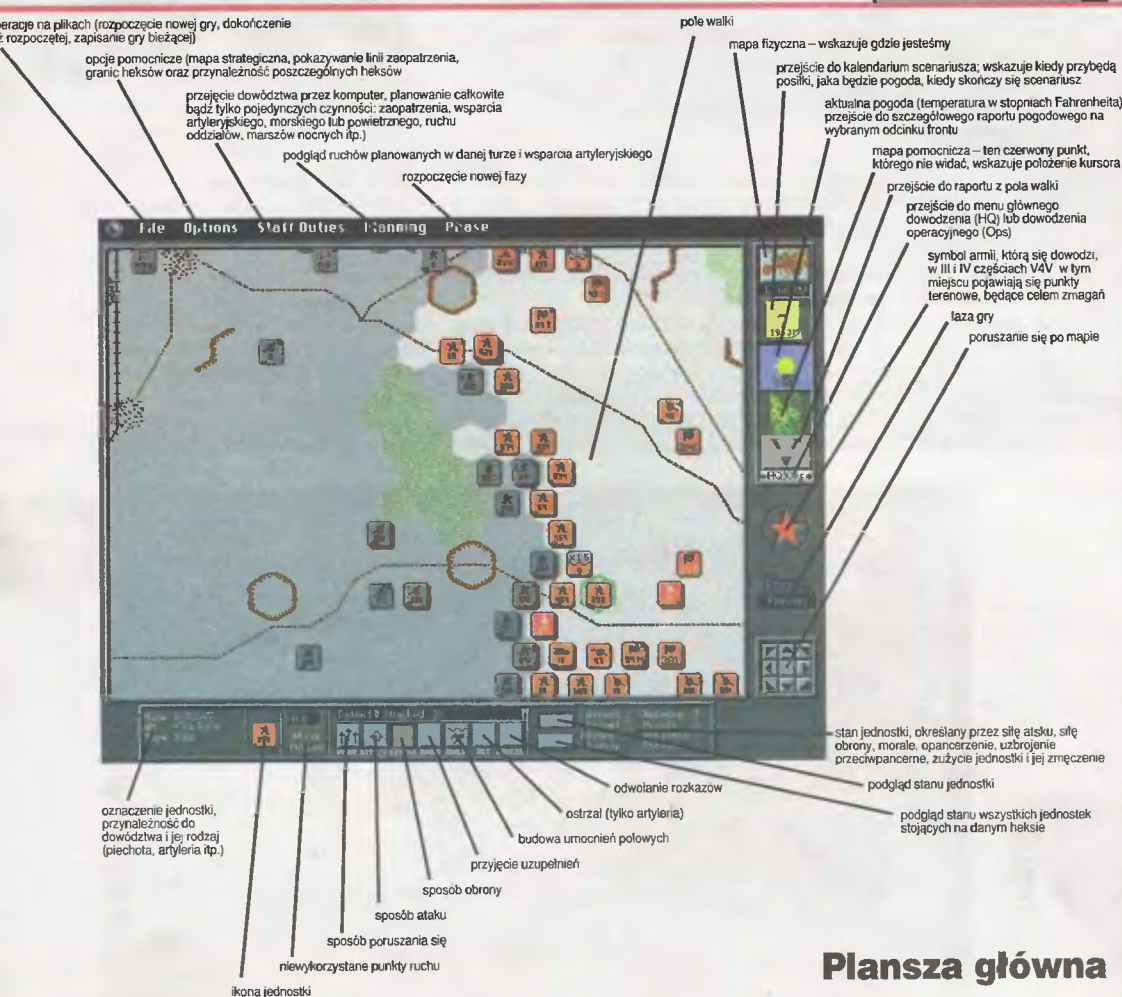 eracje na plikach (rozpoczęcie nowej gry, dokończenie
ż rozpoczętej, zapisanie gry bieżącej)
opcje pomocnicze (mapa strategiczna, pokazywanie linii zaopatrzenia,
granic heksów oraz przynależność poszczególnych heksów
przejęcie dowództwa przez komputer, planowanie całkowite
bądź tylko pojedynczych czynności: zaopatrzenia, wsparcia
artyleryjskiego, morskiego lub powietrznego, ruchu
oddziałów, marszów nocnych itp.)
podgląd ruchów planowanych w danej turze i wsparcia artyleryjskiego
rozpoczęcie nowej fazy
pole walki
mapa fizyczna – wskazuje gdzie jesteśmy
przejście do kalendarium scenariusza; wskazuje kiedy przybędą
posiłki, jaka będzie pogoda, kiedy skończy się scenariusz
aktualna pogoda (temperatura w stopniach Fahrenheita)
przejście do szczegółowego raportu pogodowego na
wybranym odcinku frontu
mapa pomocnicza – ten czerwony punkt,
którego nie widać, wskazuje położenie kursora
przejście do raportu z pola walki
przejście do menu głównego
dowodzenia (HQ) lub dowodzenia
operacyjnego (Ops)
symbol armii, którą się dowodzi,
w III i IV częściach V4V w tym
miejscu pojawiają się punkty
terenowe, będące celem zmagań
faza gry
poruszanie się po mapie
File Options Staff Duties Planning Phase
stan jednostki, określany przez siłę ataku, siłę
obrony, morale, opancerzenie, uzbrojenie
przeciwpancerne, zużycie jednostki i jej zmęczenie
podgląd stanu jednostki
podgląd stanu wszystkich jednostek
stojących na danym heksie
odwołanie rozkazów
ostrzał (tylko artyleria)
budowa umocnień polowych
przyjęcie uzupełnień
sposób obrony
sposób ataku
sposób poruszania się
niewykorzystane punkty ruchu
ikona jednostki
oznaczenie jednostki,
przynależność do
dowództwa i jej rodzaj
(piechota, artyleria itp.)
Plansza główna